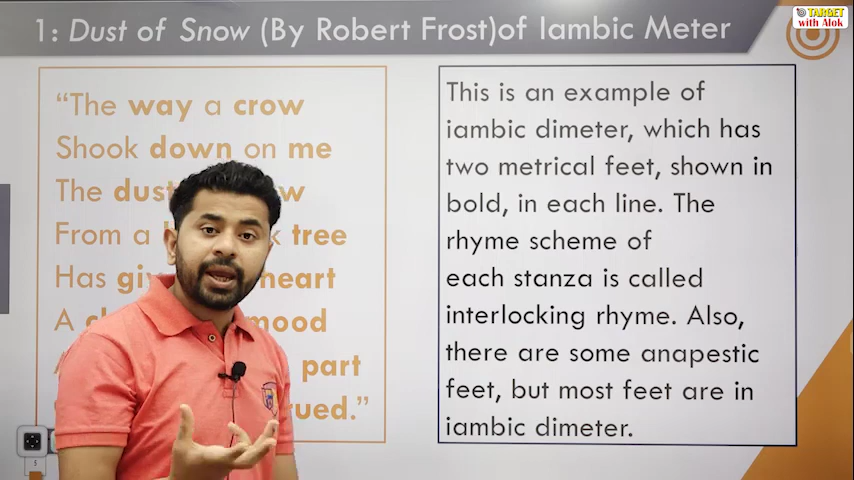 1: Dust of Snow (By Robert Frost)of Iambic Meter
TARGET
with Alok
“The way a crow
Shook down on me
The dust
From a tree
Has heart
A mood
part
rued.”
This is an example of
iambic dimeter, which has
two metrical feet, shown in
bold, in each line. The
rhyme scheme of
each stanza is called
interlocking rhyme. Also,
there are some anapestic
feet, but most feet are in
iambic dimeter.